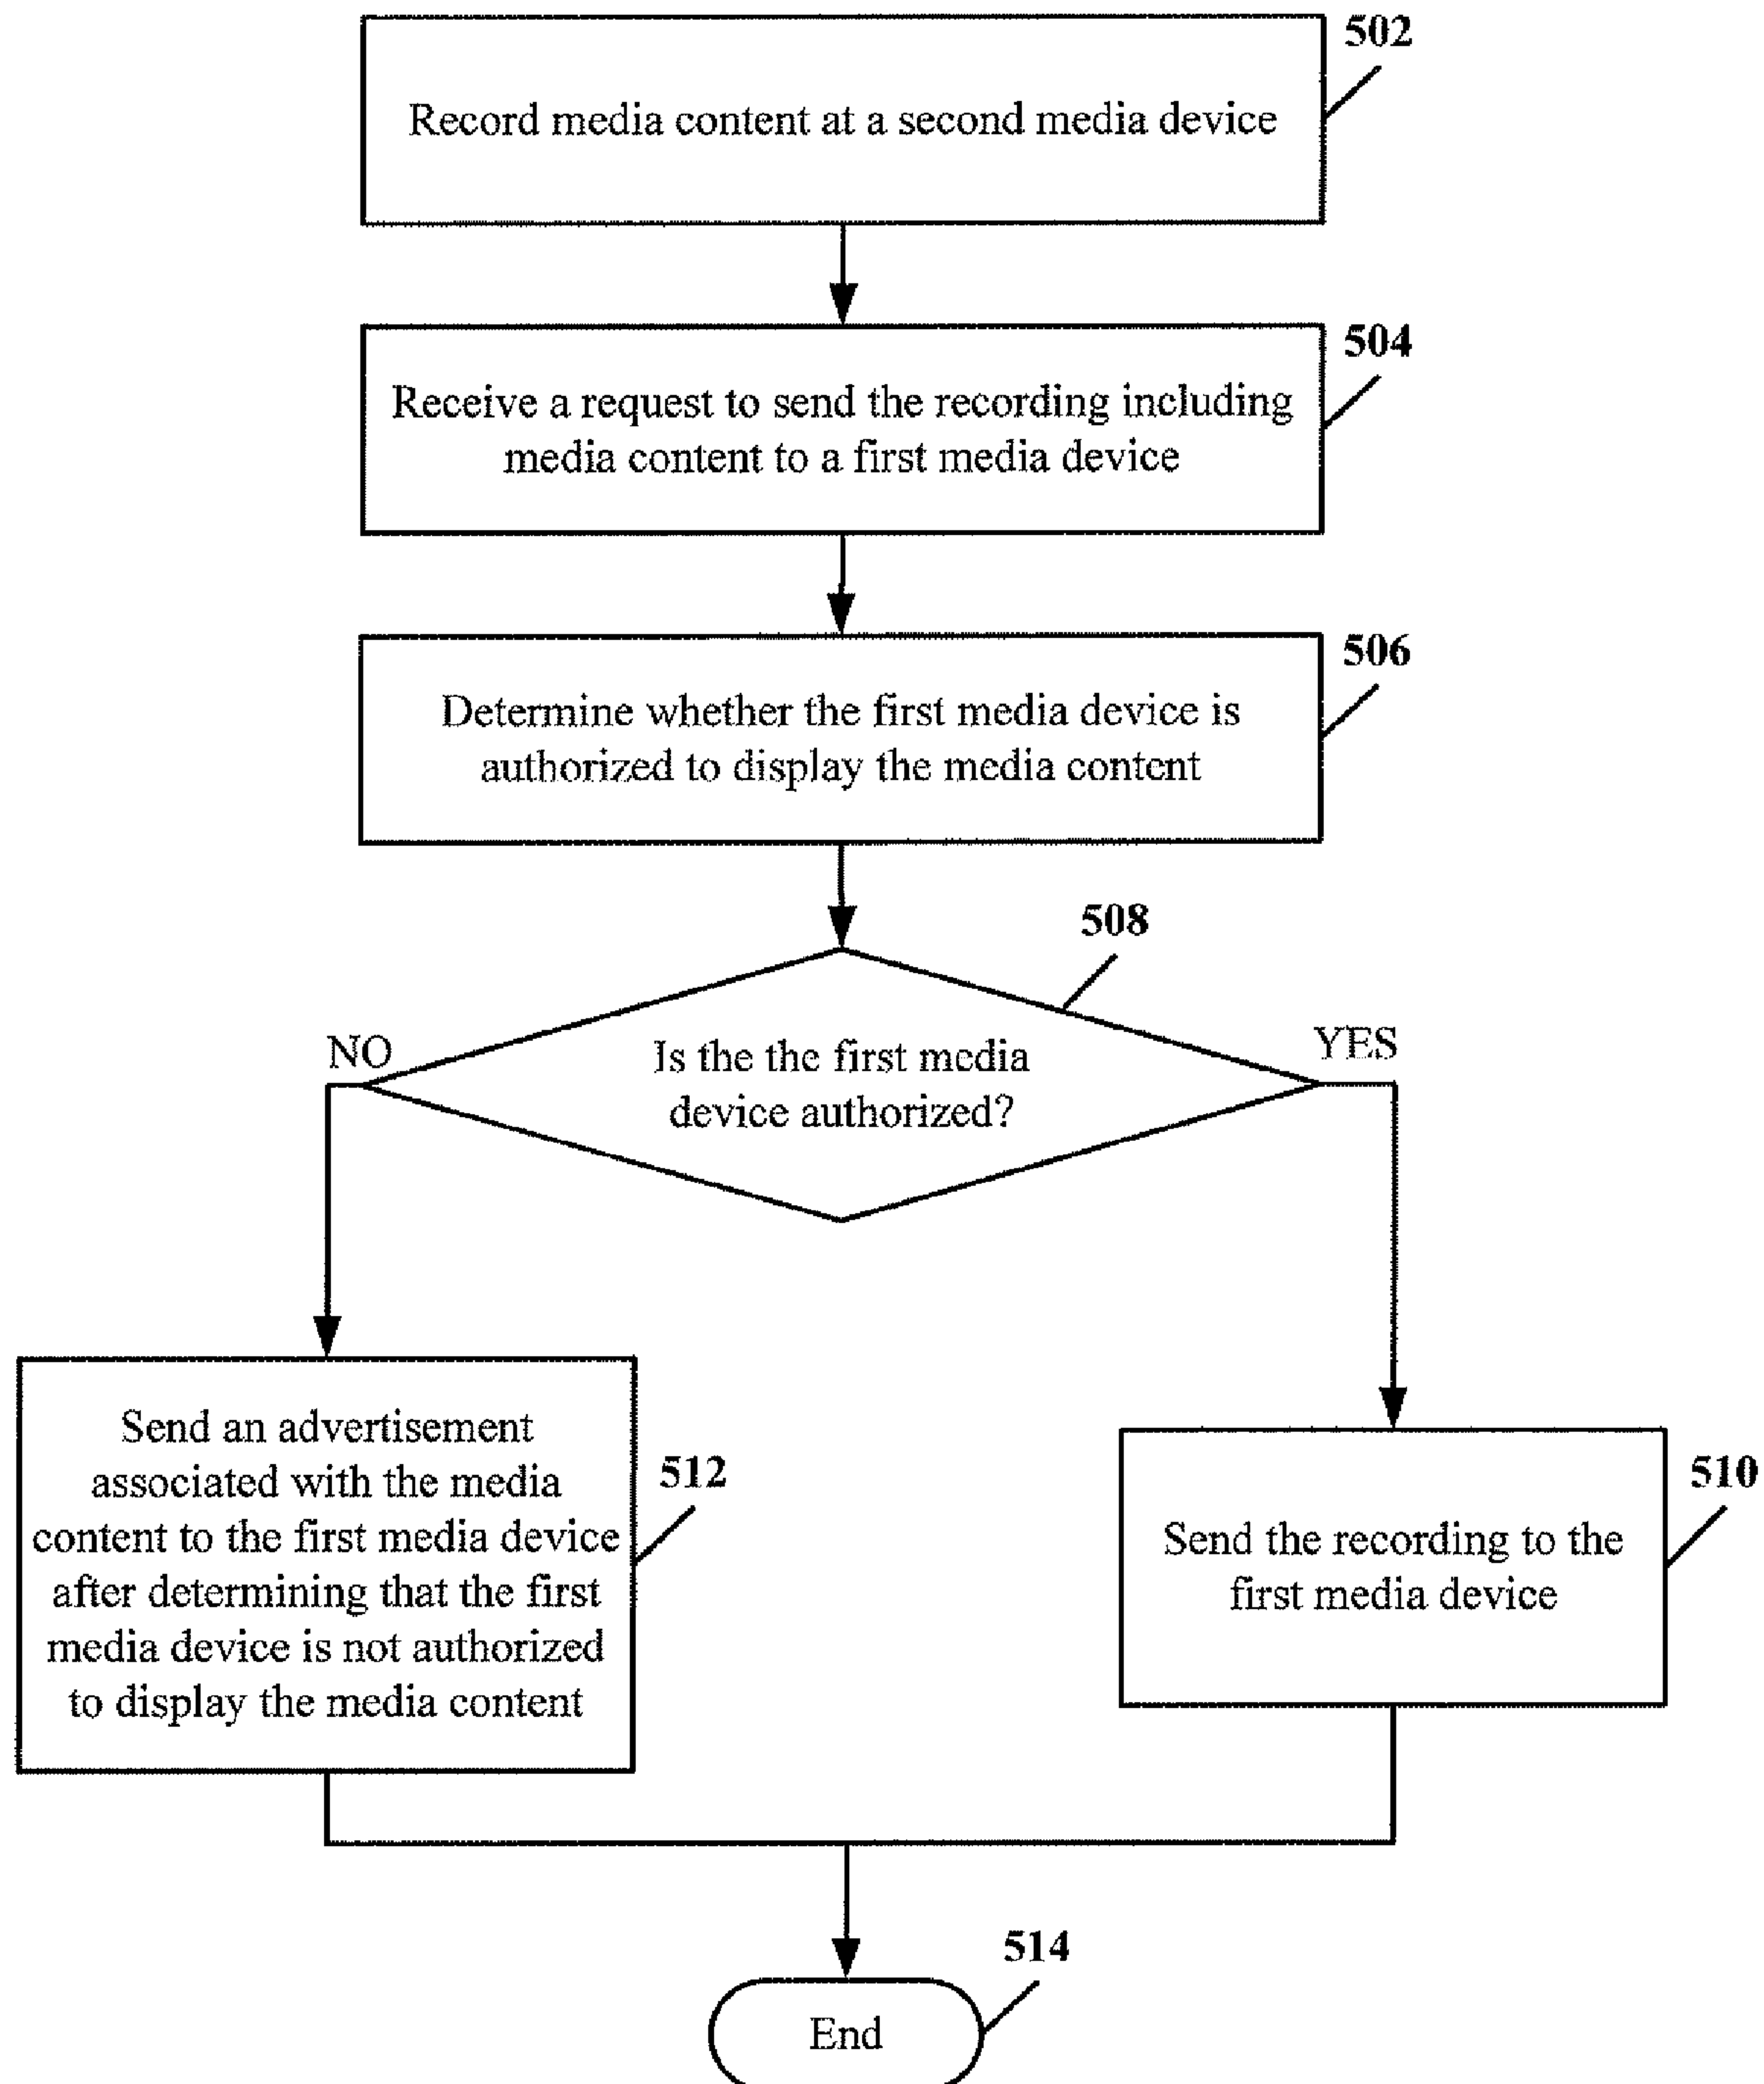 502
Record media content at a second media device
504
Receive a request to send the recording including
media content to a first media device
506
Determine whether the first media device is
authorized to display the media content
508
NO
YES
Is the the first media
device authorized?
Send an advertisement
associated with the media
content to the first media device
after determining that the first
media device is not authorized
to display the media content
512
510
Send the recording to the
first media device
514
End